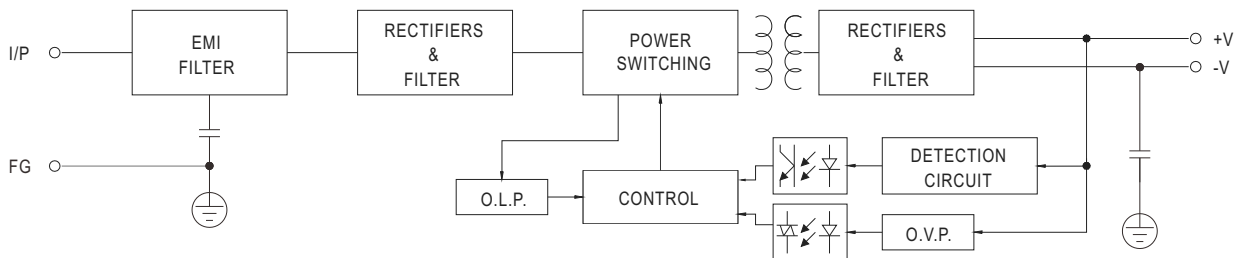 I/P
EMI
FILTER
RECTIFIERS
&
FILTER
POWER
SWITCHING
RECTIFIERS
&
FILTER
+V
-V
FG
O.L.P.
CONTROL
DETECTION
CIRCUIT
O.V.P.